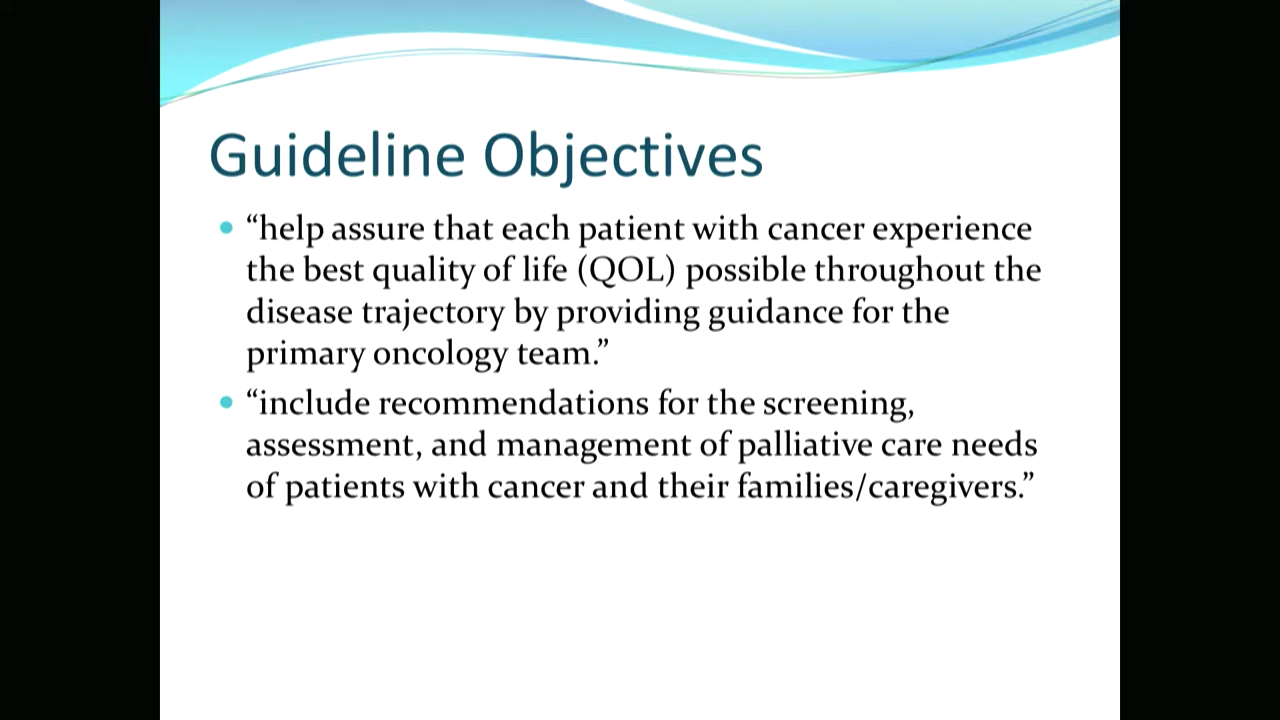 Guideline Objectives
“help assure that each patient with cancer experience
the best quality of life (QOL) possible throughout the
disease trajectory by providing guidance for the
primary oncology team.”
“include recommendations for the screening,
assessment, and management of palliative care needs
of patients with cancer and their families/caregivers.”